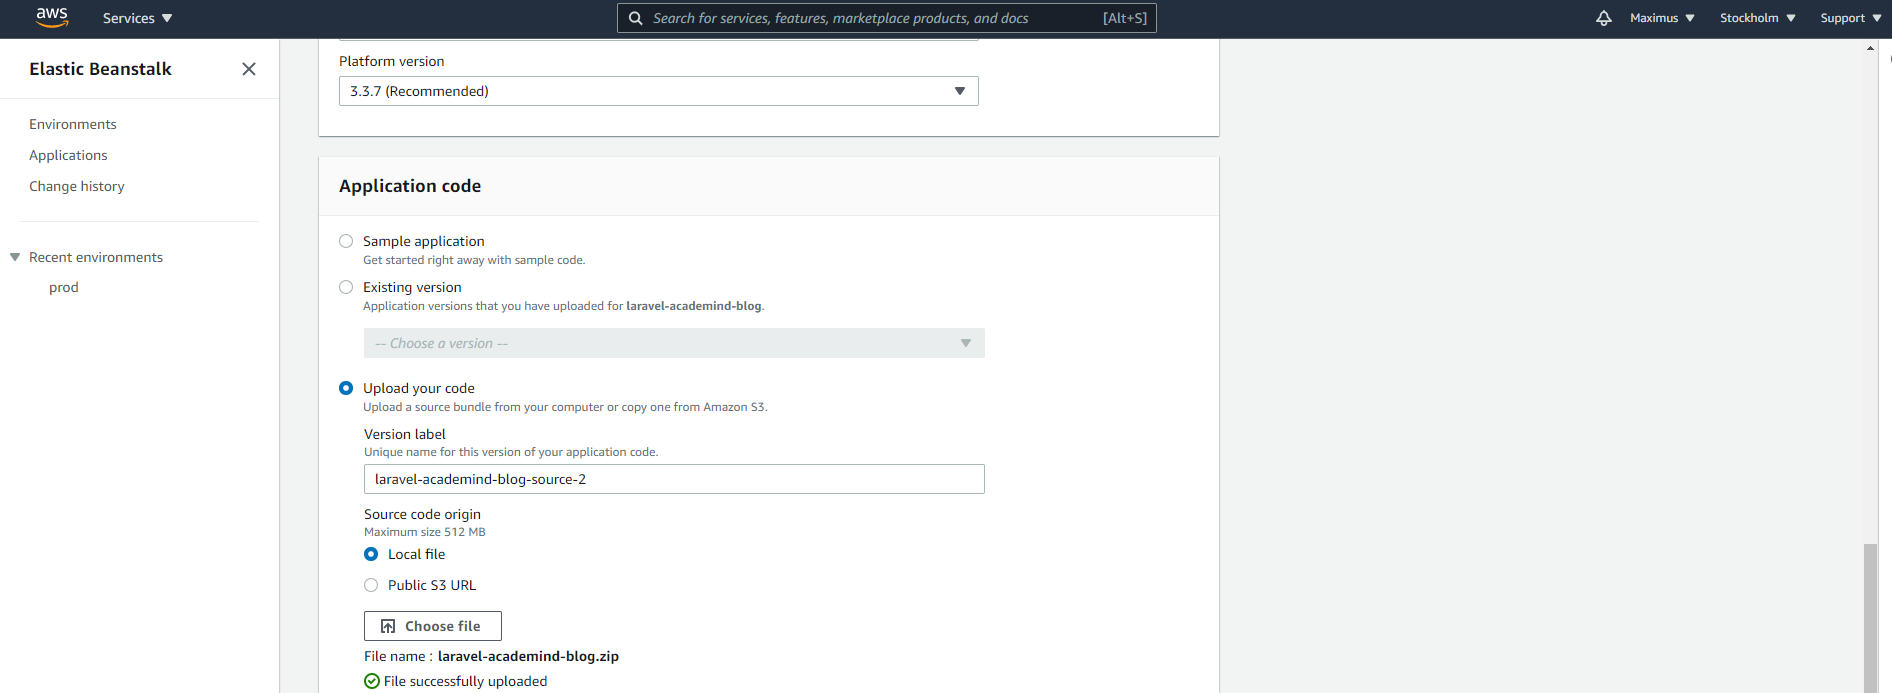 aws
Services
Search for services, features, marketplace products, and docs
[Alt+S]
Maximus
Stockholm
Support
Elastic Beanstalk
Environments
Applications
Change history
Recent environments
prod
Platform version
3.3.7 (Recommended)
Application code
Sample application
Get started right away with sample code.
Existing version
Application versions that you have uploaded for laravel-academind-blog.
-- Choose a version --
Upload your code
Upload a source bundle from your computer or copy one from Amazon S3.
Version label
Unique name for this version of your application code.
laravel-academind-blog-source-2
Source code origin
Maximum size 512 MB
Local file
Public S3 URL
Choose file
File name : laravel-academind-blog.zip
File successfully uploaded